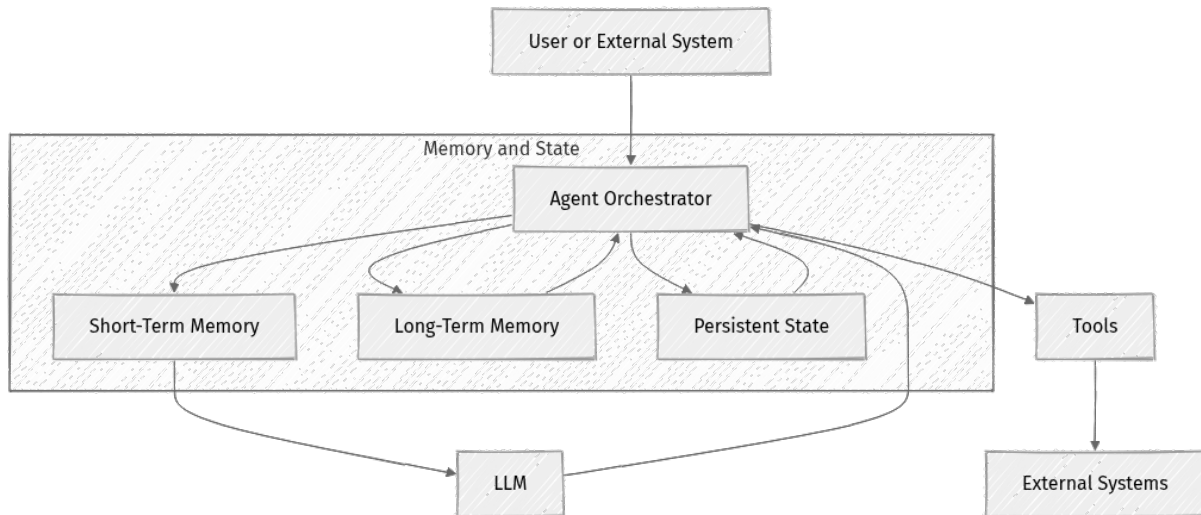 User or External System
Memory and State
Agent Orchestrator
Short-Term Memory
Long-Term Memory
Persistent State
Tools
LLM
External Systems